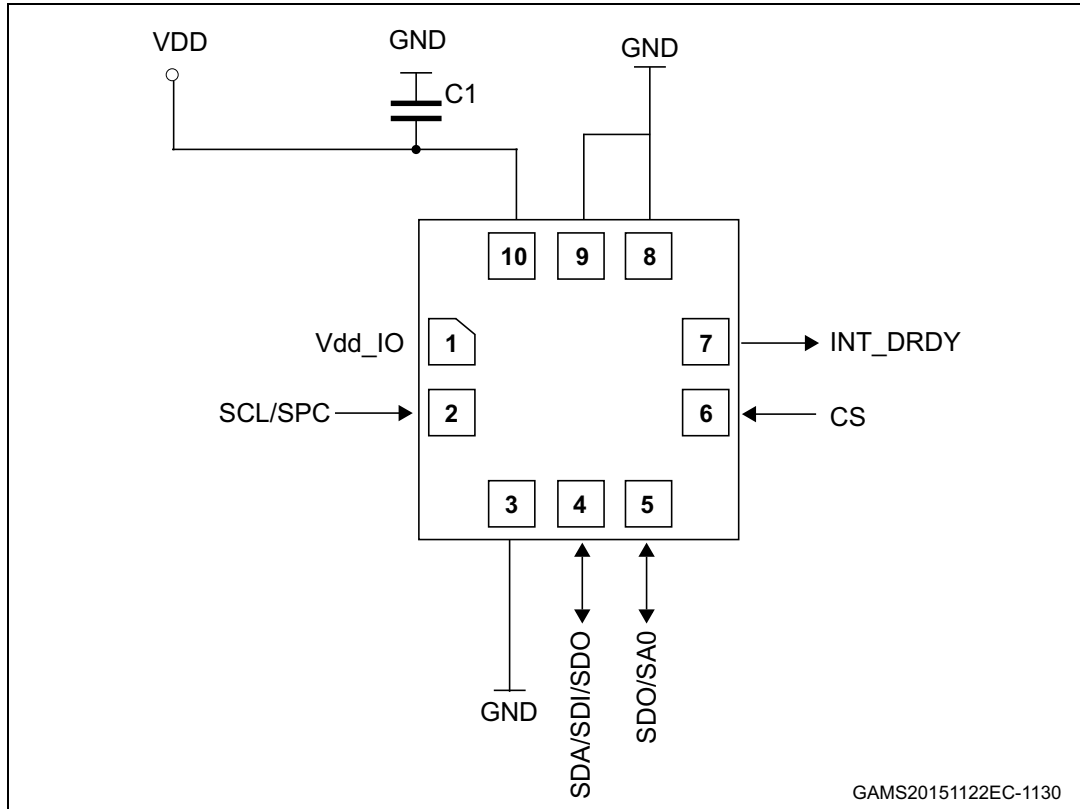 VDD
GND
C1
GND
10
9
8
Vdd_IO
1
7
INT_DRDY
SCL/SPC
2
6
CS
3
4
5
GND
SDA/SDI/SDO
SDO/SA0
GAMS20151122EC-1130